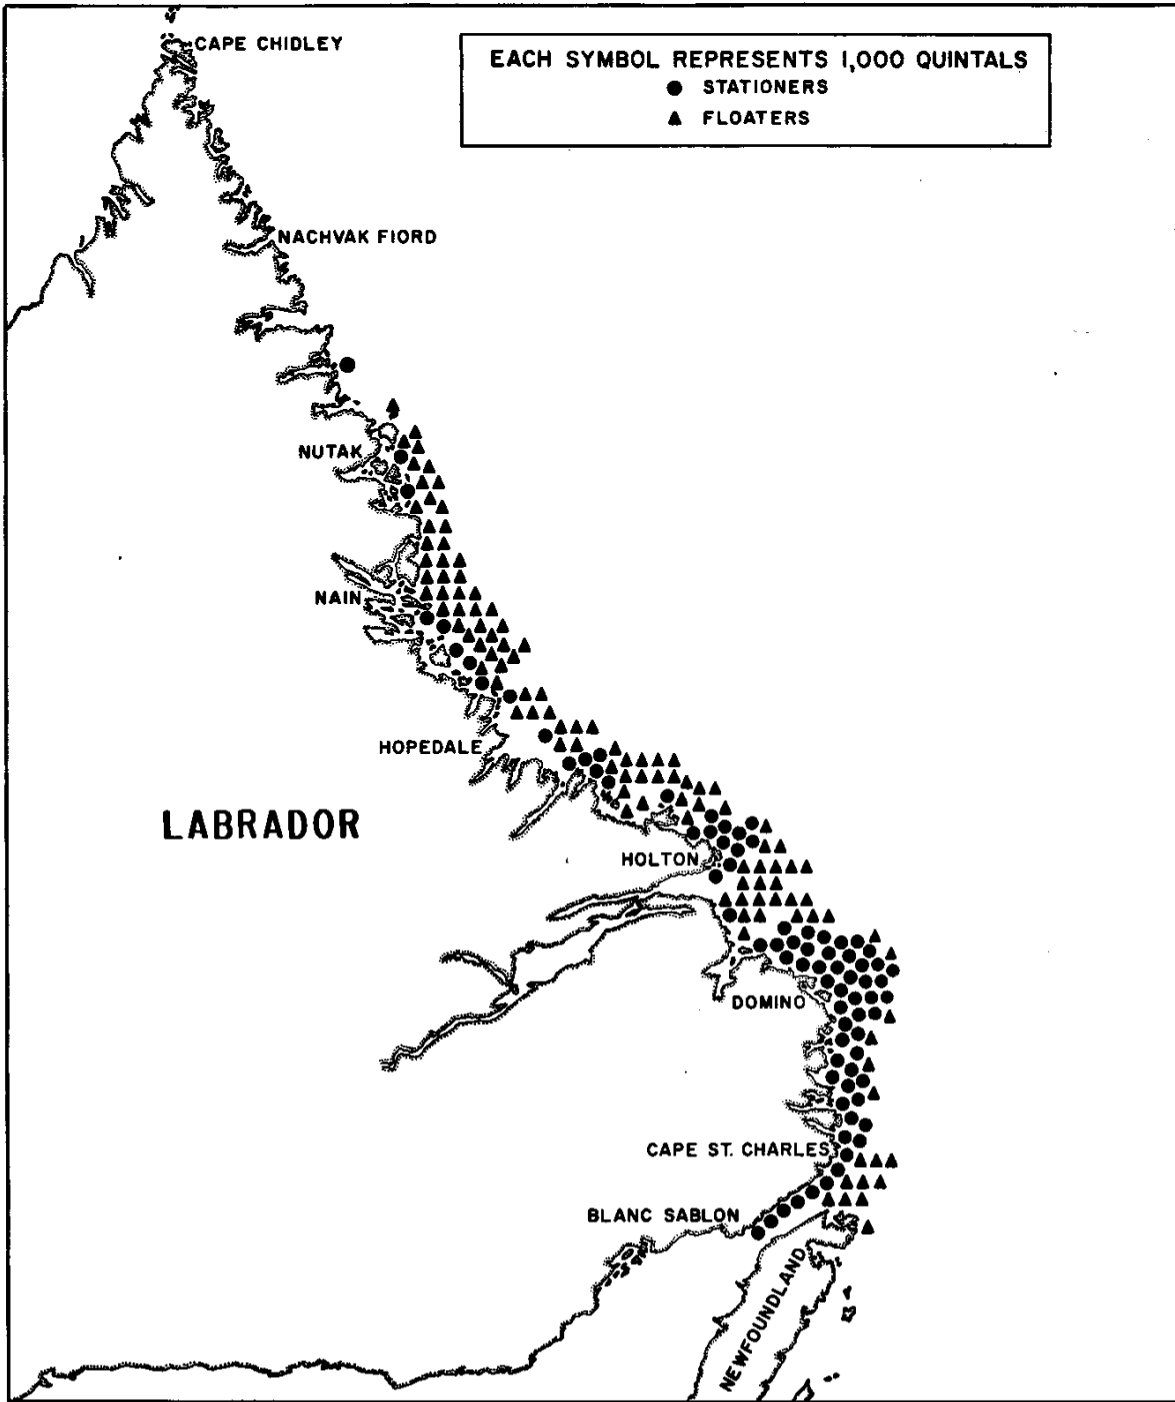 CAPE CHIDLEY
EACH SYMBOL REPRESENTS 1,000 QUINTALS
STATIONERS
FLOATERS
NACHVAK FIORD
NUTAK
NAIN
HOPEDALE
LABRADOR
HOLTON
DOMINO
CAPE ST. CHARLES
BLANC SABLON
NEWFOUNDLAND